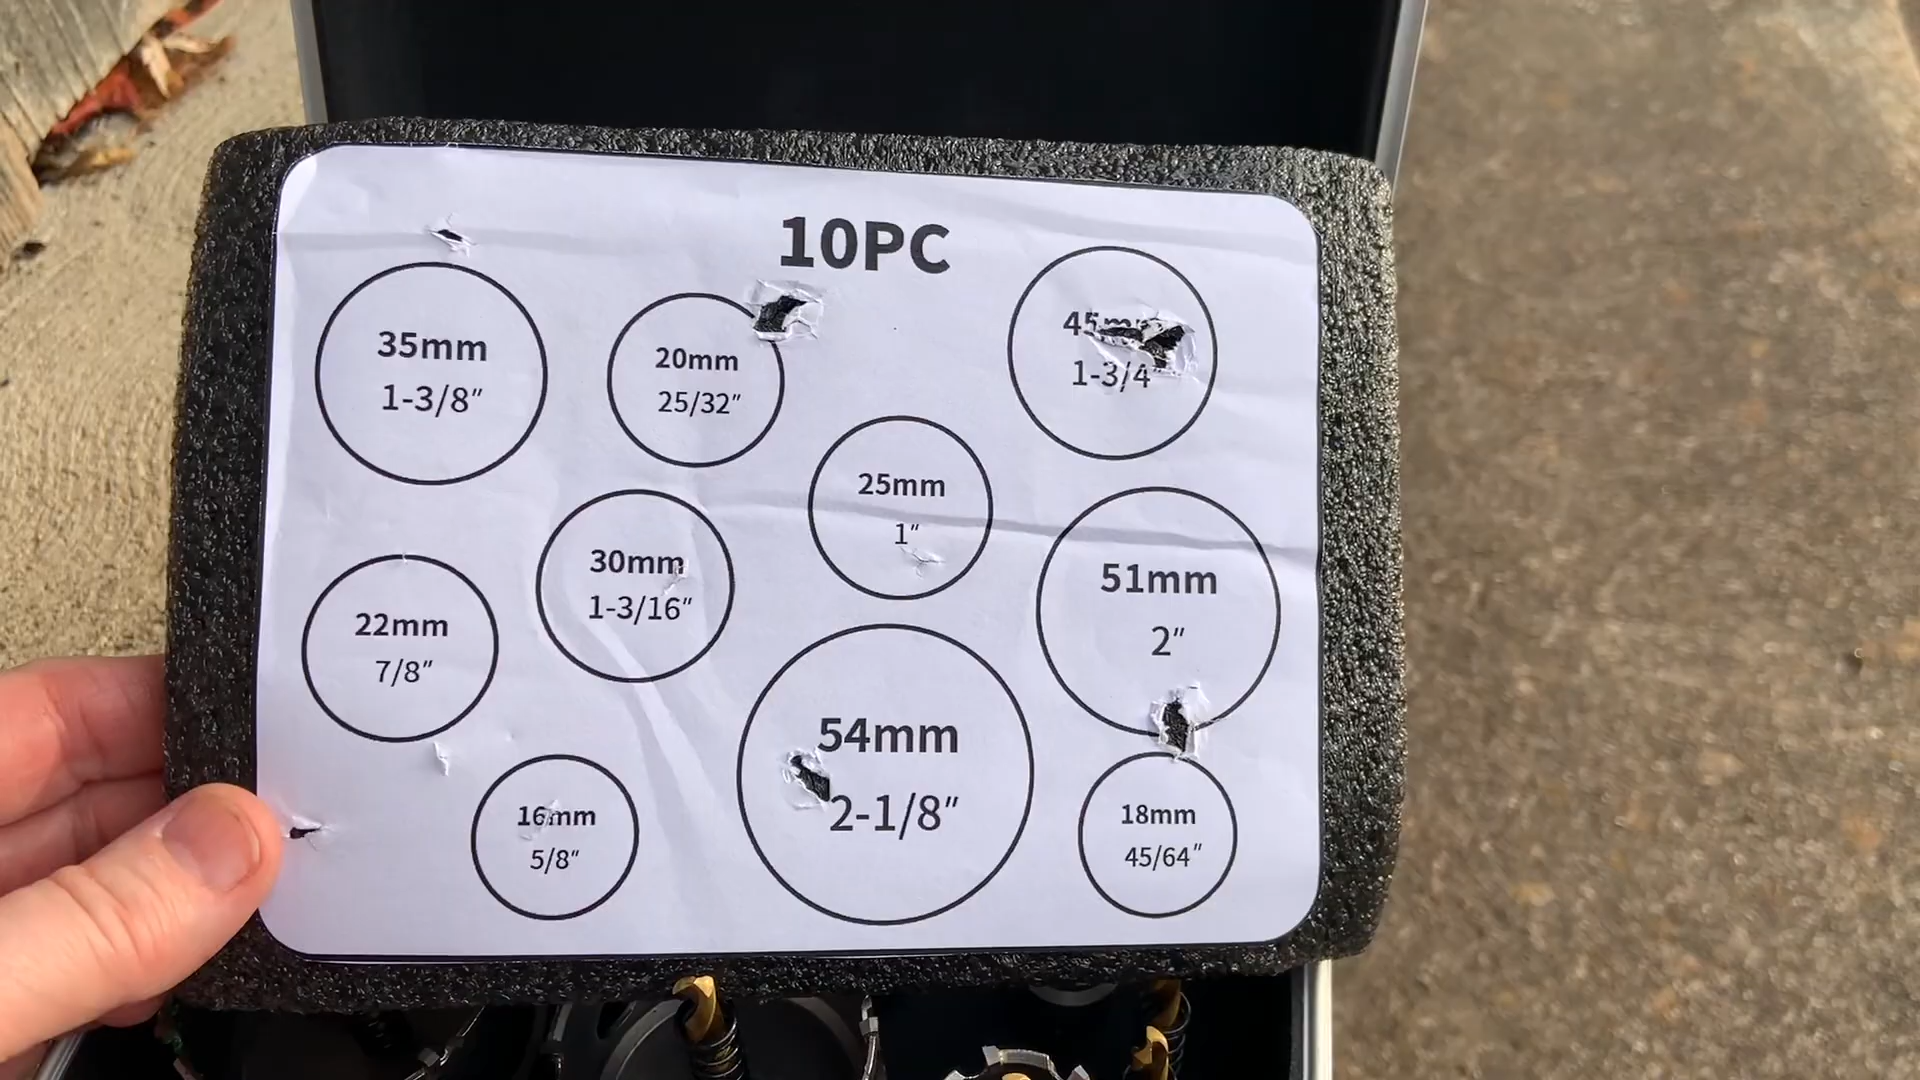 10PC
35mm
1-3/8"
20mm
25/32"
45mm
1-3/4"
25mm
1"
30mm
1-3/16"
51mm
2"
22mm
7/8"
54mm
2-1/8"
16mm
5/8"
18mm
45/64"